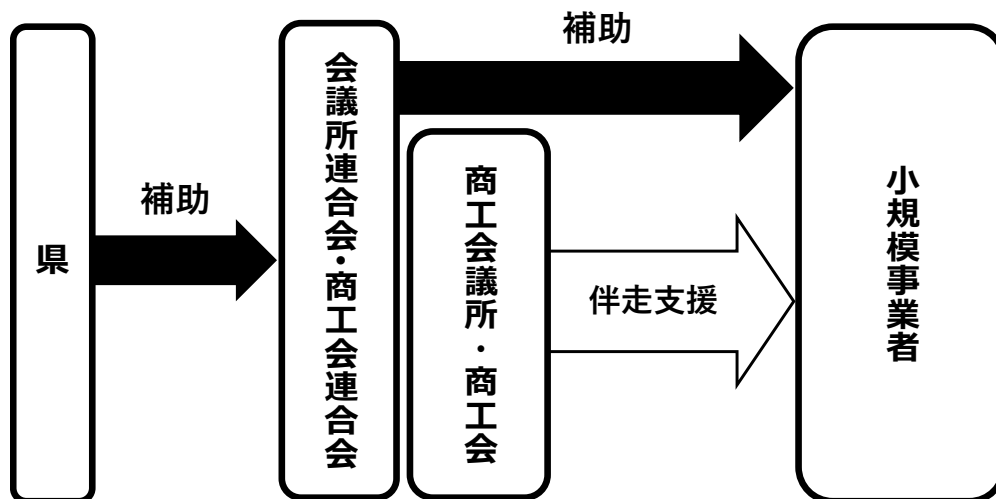 県
補助
会議所連合会・商工会連合会
補助
商工会議所・商工会
伴走支援
小規模事業者